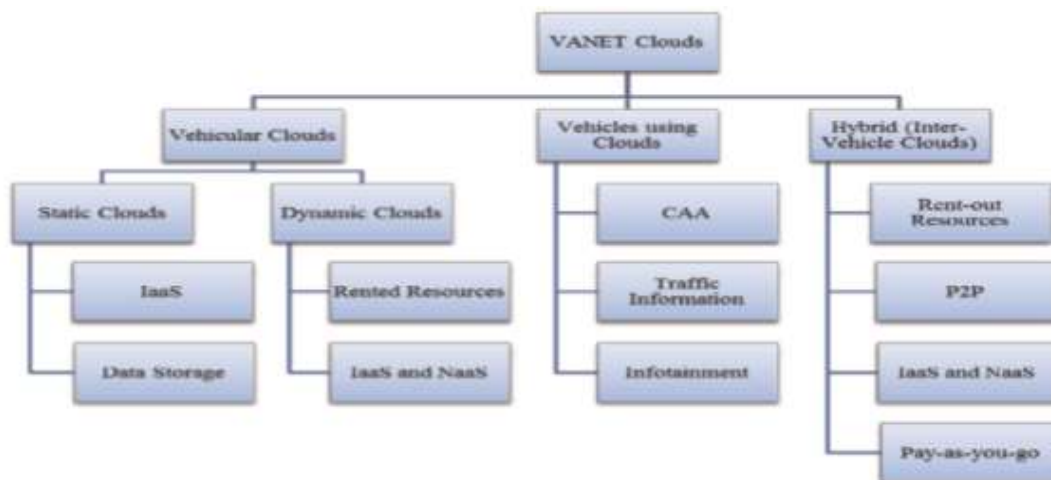 VANET Clouds
Vehicular Clouds
Vehicles using
Clouds
Hybrid (Inter-
Vehicle Clouds)
Static Clouds
Dynamic Clouds
CAA
Rent-out
Resources
IaaS
Rented Resources
Traffic
Information
P2P
Data Storage
IaaS and NaaS
Infotainment
IaaS and NaaS
Pay-as-you-go